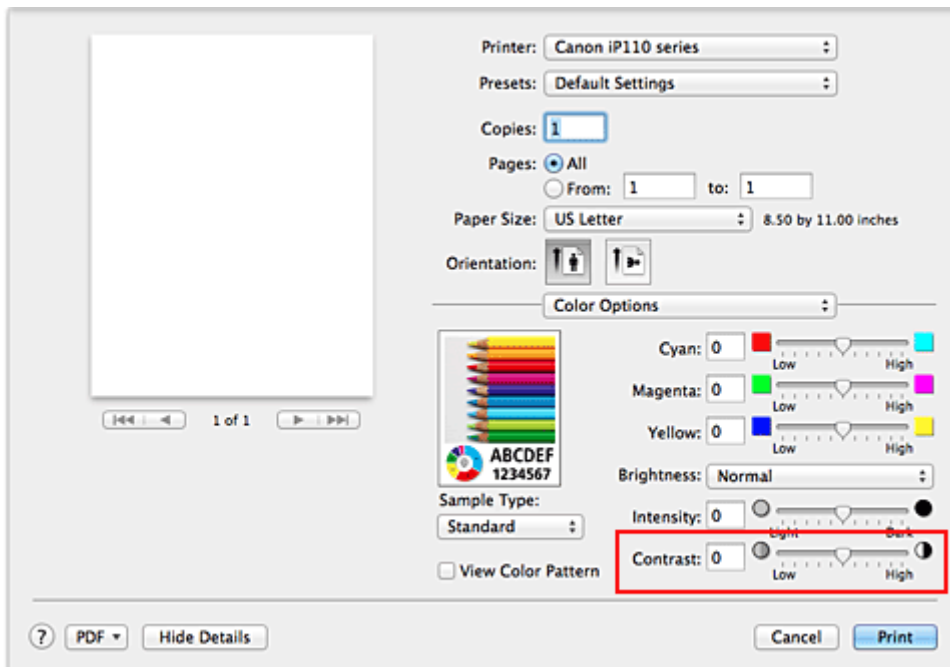 Printer: Canon iP110 series
Presets: Default Settings
Copies: 1
Pages: All
From: 1 to: 1
Paper Size: US Letter 8.50 by 11.00 inches
Orientation:
Color Options
1 of 1
ABCDEF
1234567
Sample Type:
Standard
View Color Pattern
Cyan: 0
Low High
Magenta: 0
Low High
Yellow: 0
Low High
Brightness: Normal
Intensity: 0
Light Dark
Contrast: 0
Low High
? PDF Hide Details Cancel Print